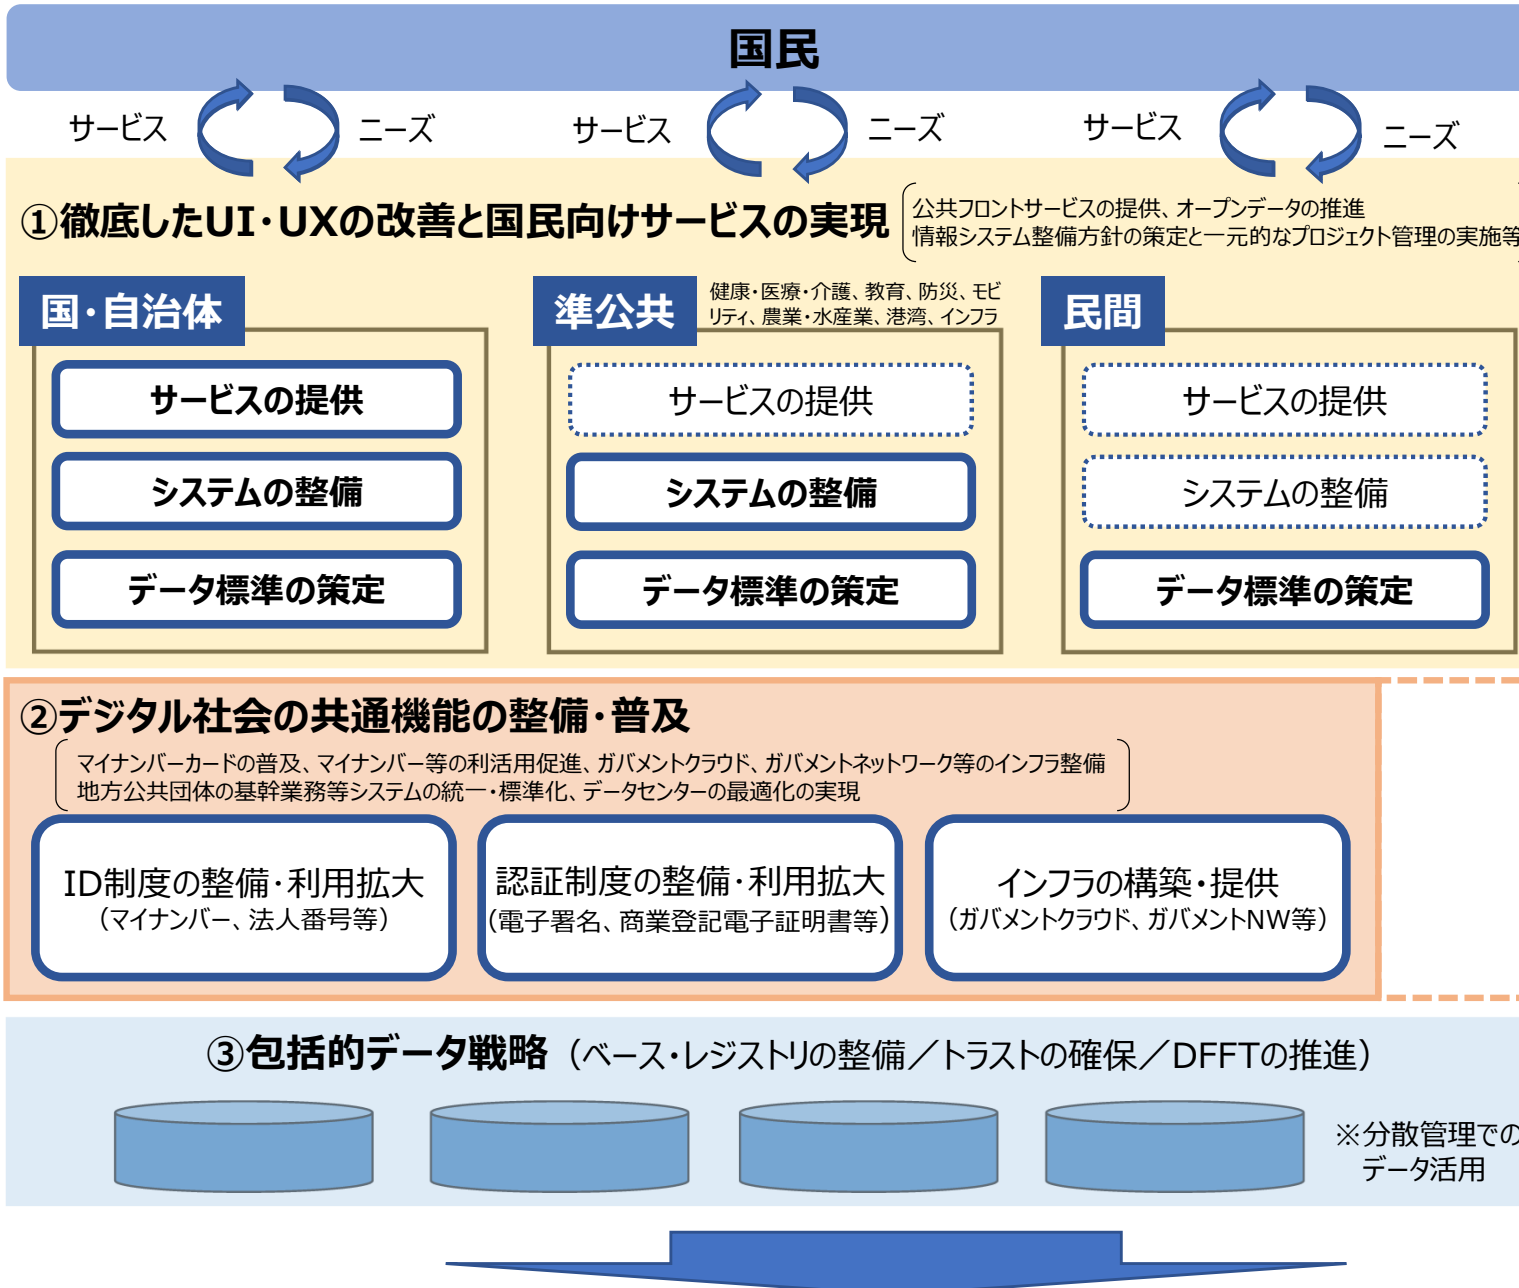 国民
サービス
ニーズ
サービス
ニーズ
サービス
ニーズ
①徹底したUI・UXの改善と国民向けサービスの実現
公共フロントサービスの提供、オープンデータの推進
情報システム整備方針の策定と一元的なプロジェクト管理の実施等
国・自治体
サービスの提供
システムの整備
データ標準の策定
準公共
健康・医療・介護、教育、防災、モビ
リティ、農業・水産業、港湾、インフラ
サービスの提供
システムの整備
データ標準の策定
民間
サービスの提供
システムの整備
データ標準の策定
②デジタル社会の共通機能の整備・普及
マイナンバーカードの普及、マイナンバー等の利活用促進、ガバメントクラウド、ガバメントネットワーク等のインフラ整備
地方公共団体の基幹業務等システムの統一・標準化、データセンターの最適化の実現
ID制度の整備・利用拡大
（マイナンバー、法人番号等）
認証制度の整備・利用拡大
（電子署名、商業登記電子証明書等）
インフラの構築・提供
（ガバメントクラウド、ガバメントNW等）
③包括的データ戦略（ベース・レジストリの整備／トラストの確保／DFFTの推進）
※分散管理での
データ活用